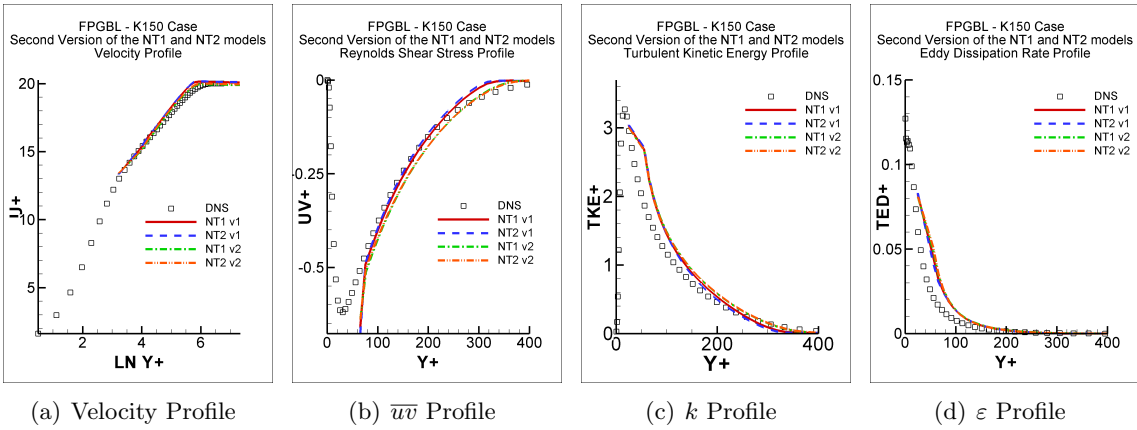 FPGBL - K150 Case
Second Version of the NT1 and NT2 models
Velocity Profile
20
15
10
5
U+
2
4
6
LN Y+
DNS
NT1 v1
NT2 v1
NT1 v2
NT2 v2
(a) Velocity Profile
FPGBL - K150 Case
Second Version of the NT1 and NT2 models
Reynolds Shear Stress Profile
0
-0.25
-0.5
UV+
0
100
200
300
400
Y+
DNS
NT1 v1
NT2 v1
NT1 v2
NT2 v2
(b) u̅v̅ Profile
FPGBL - K150 Case
Second Version of the NT1 and NT2 models
Turbulent Kinetic Energy Profile
3
2
1
0
TKE+
0
200
400
Y+
DNS
NT1 v1
NT2 v1
NT1 v2
NT2 v2
(c) k Profile
FPGBL - K150 Case
Second Version of the NT1 and NT2 models
Eddy Dissipation Rate Profile
0.15
0.1
0.05
0
TED+
0
100
200
300
400
Y+
DNS
NT1 v1
NT2 v1
NT1 v2
NT2 v2
(d) ε Profile